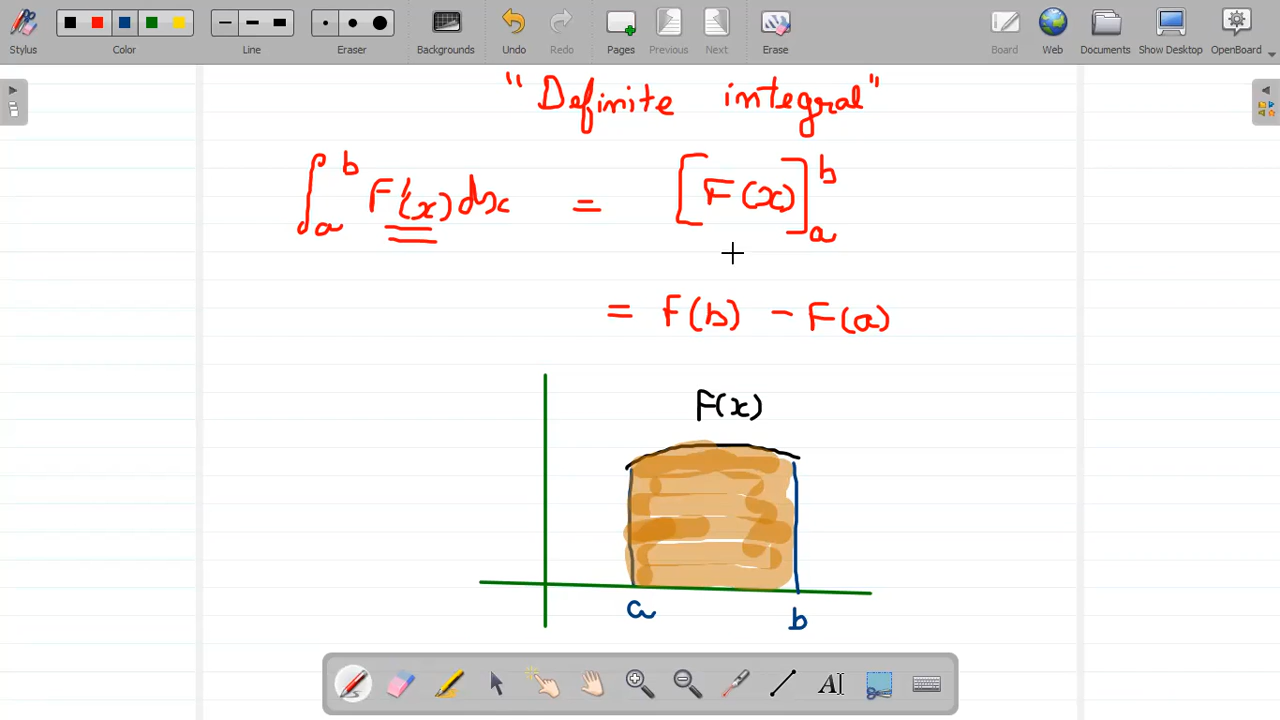 Stylus Color Line Eraser Backgrounds Undo Redo Pages Previous Next Erase Board Web Documents Show Desktop OpenBoard
"Definite integral"
∫ₐᵇ F'(x)dx = [F(x)]ₐᵇ
= F(b) - F(a)
F(x)
a b